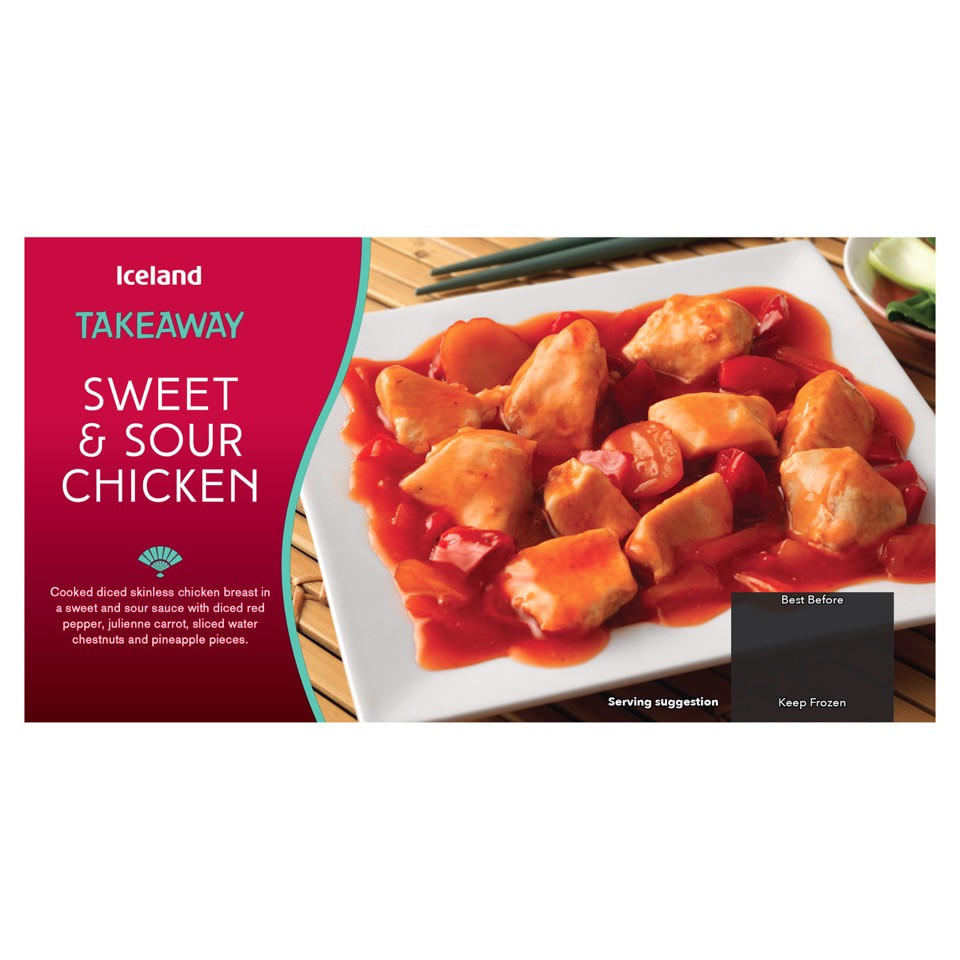 Iceland
TAKEAWAY
SWEET
& SOUR
CHICKEN
Cooked diced skinless chicken breast in
a sweet and sour sauce with diced red
pepper, julienne carrot, sliced water
chestnuts and pineapple pieces.
Best Before
Serving suggestion
Keep Frozen